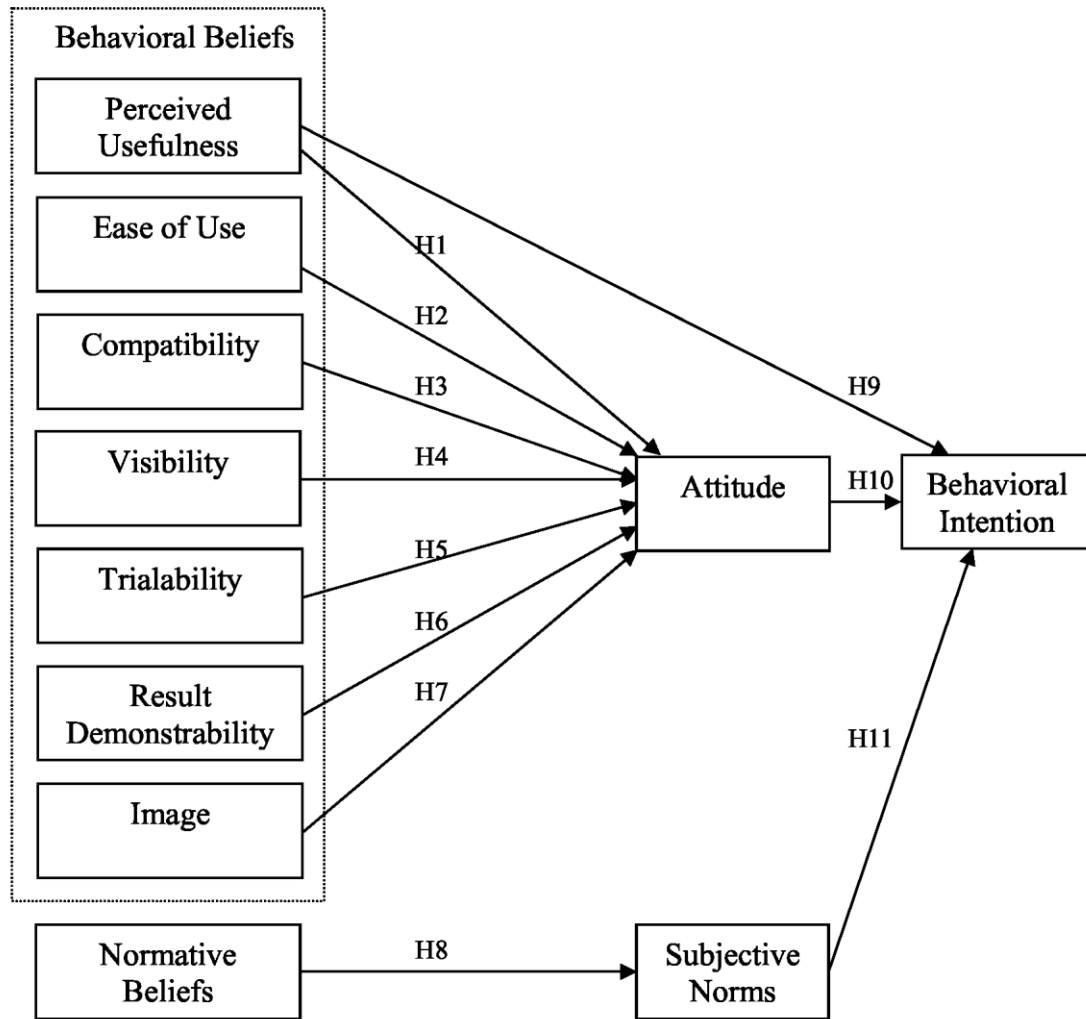 Behavioral Beliefs
Perceived
Usefulness
Ease of Use
Compatibility
Visibility
Trialability
Result
Demonstrability
Image
Normative
Beliefs
H1
H2
H3
H4
H5
H6
H7
H8
Attitude
Subjective
Norms
H9
H10
H11
Behavioral
Intention